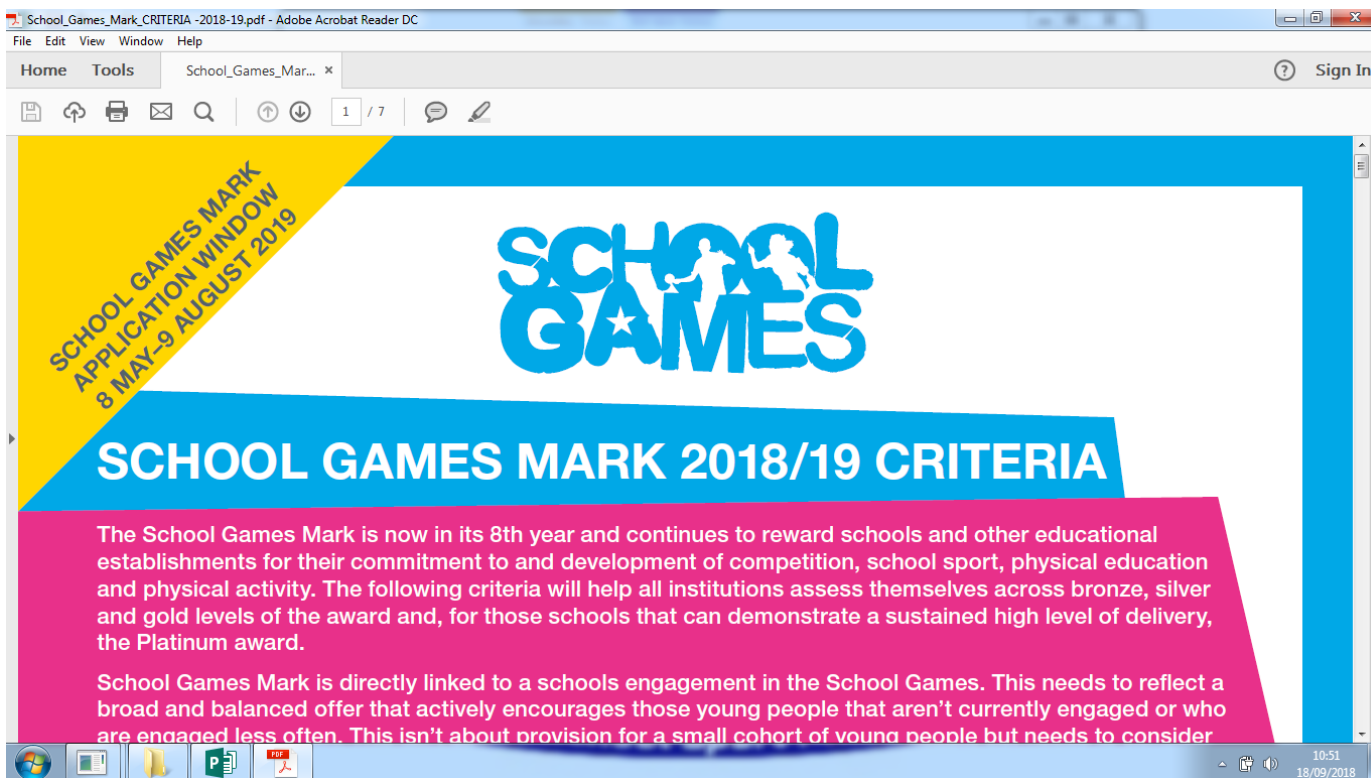 School_Games_Mark_CRITERIA -2018-19.pdf - Adobe Acrobat Reader DC
File Edit View Window Help
Home Tools School_Games_Mar... × ? Sign In
1 / 7
SCHOOL GAMES MARK
APPLICATION WINDOW
8 MAY–9 AUGUST 2019
SCHOOL
GAMES
SCHOOL GAMES MARK 2018/19 CRITERIA
The School Games Mark is now in its 8th year and continues to reward schools and other educational
establishments for their commitment to and development of competition, school sport, physical education
and physical activity. The following criteria will help all institutions assess themselves across bronze, silver
and gold levels of the award and, for those schools that can demonstrate a sustained high level of delivery,
the Platinum award.
School Games Mark is directly linked to a schools engagement in the School Games. This needs to reflect a
broad and balanced offer that actively encourages those young people that aren't currently engaged or who
are engaged less often. This isn't about provision for a small cohort of young people but needs to consider
10:51
18/09/2018